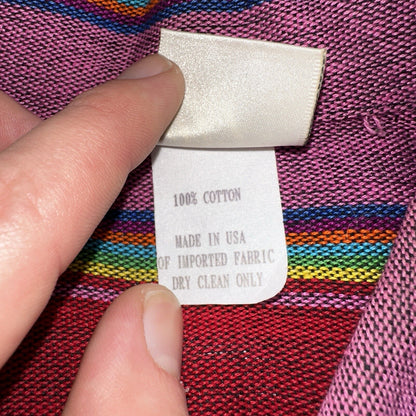 100% COTTON
MADE IN USA
OF IMPORTED FABRIC
DRY CLEAN ONLY